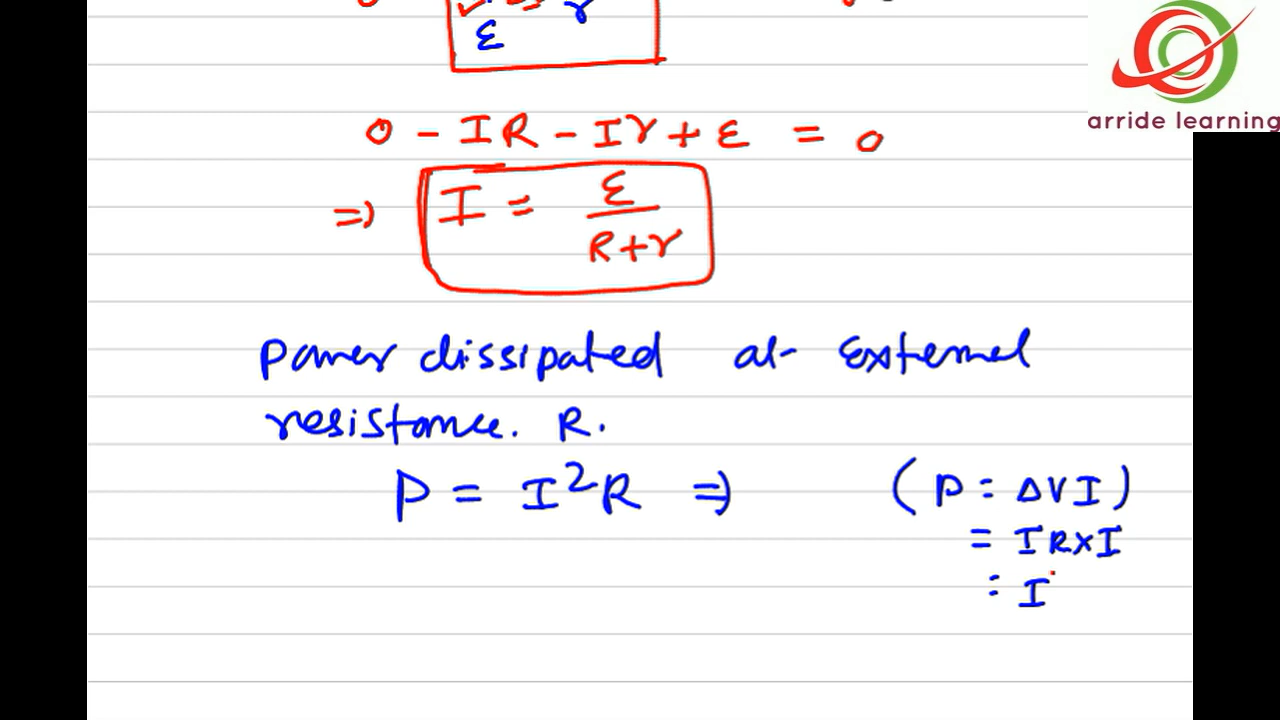 ε r
0 - IR - Ir + ε = 0
=> I = ε / R+r
arride learning
Power dissipated at External
resistance. R.
P = I²R => (P = ΔVI)
= IR×I
= I